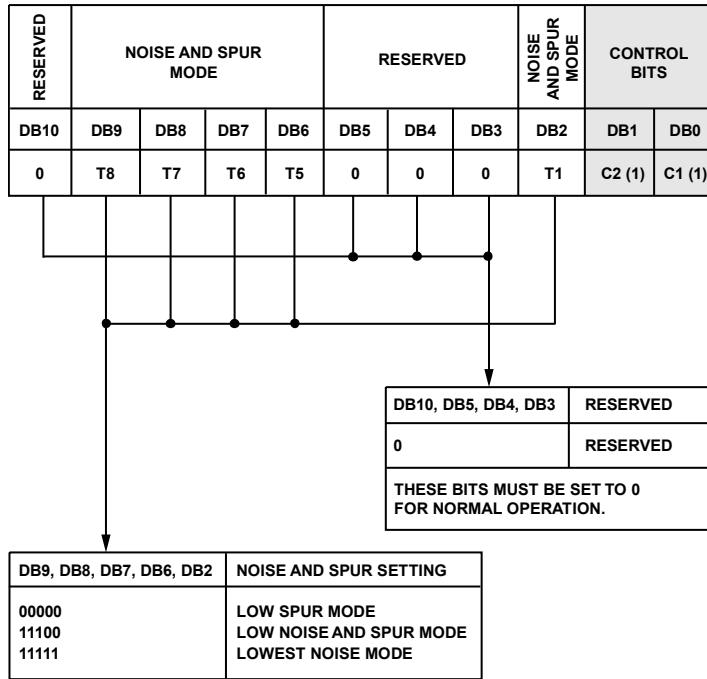 RESERVED
NOISE AND SPUR
MODE
RESERVED
NOISE
AND SPUR
MODE
CONTROL
BITS
DB10 DB9 DB8 DB7 DB6 DB5 DB4 DB3 DB2 DB1 DB0
0 T8 T7 T6 T5 0 0 0 T1 C2 (1) C1 (1)
DB10, DB5, DB4, DB3 RESERVED
0 RESERVED
THESE BITS MUST BE SET TO 0
FOR NORMAL OPERATION.
DB9, DB8, DB7, DB6, DB2 NOISE AND SPUR SETTING
00000 LOW SPUR MODE
11100 LOW NOISE AND SPUR MODE
11111 LOWEST NOISE MODE